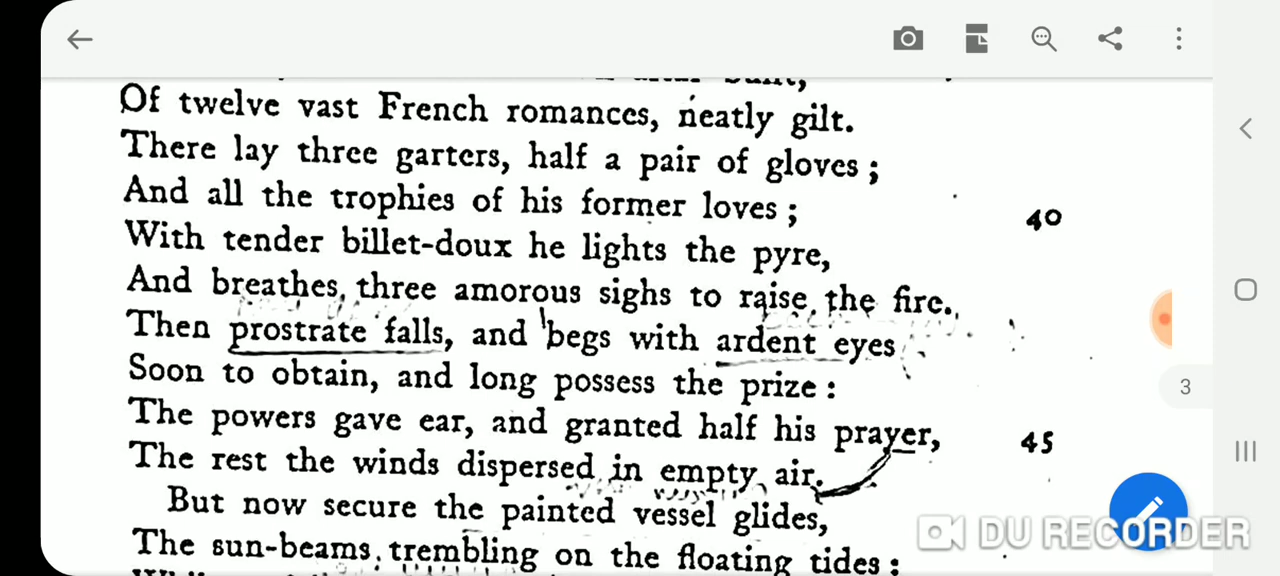 Of twelve vast French romances, neatly gilt.
There lay three garters, half a pair of gloves ;
And all the trophies of his former loves ;
40
With tender billet-doux he lights the pyre,
And breathes three amorous sighs to raise the fire.
Then prostrate falls, and begs with ardent eyes
Soon to obtain, and long possess the prize :
3
The powers gave ear, and granted half his prayer,
45
The rest the winds dispersed in empty air.
But now secure the painted vessel glides,
DU RECORDER
The sun-beams trembling on the floating tides :